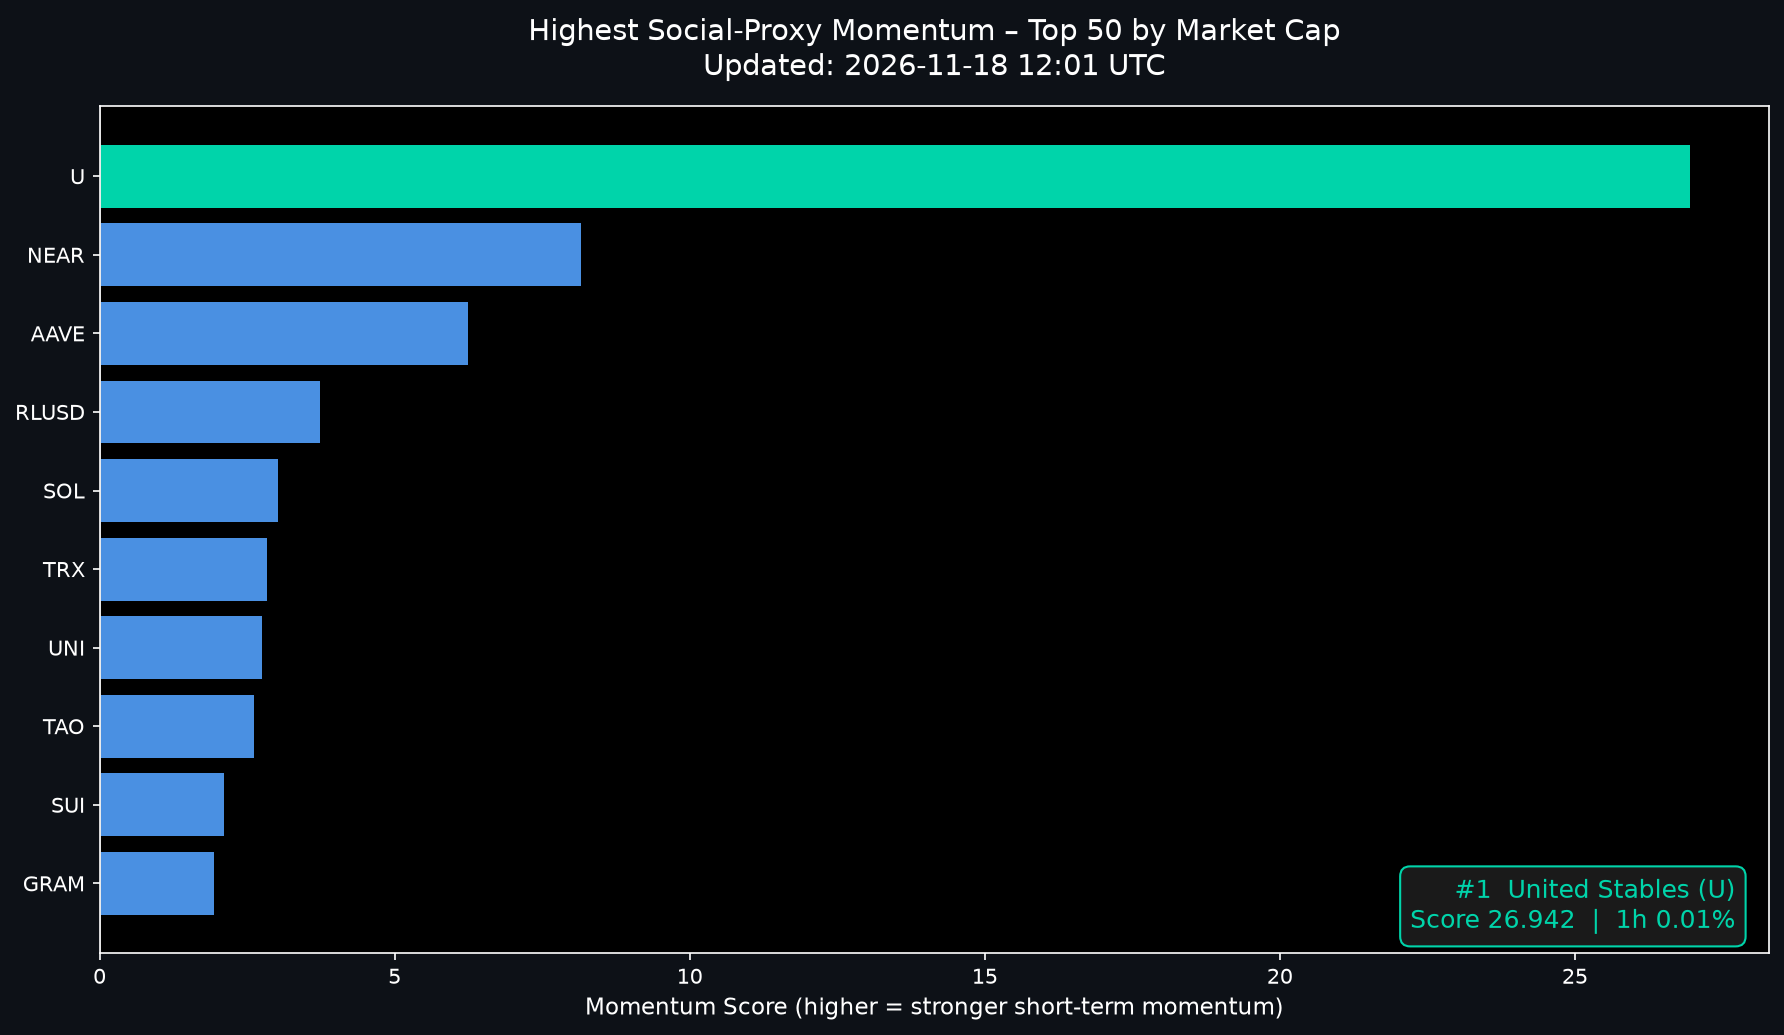 Highest Social-Proxy Momentum – Top 50 by Market Cap
Updated: 2026-11-18 12:01 UTC
U
NEAR
AAVE
RLUSD
SOL
TRX
UNI
TAO
SUI
GRAM
#1 United Stables (U)
Score 26.942 | 1h 0.01%
0 5 10 15 20 25
Momentum Score (higher = stronger short-term momentum)